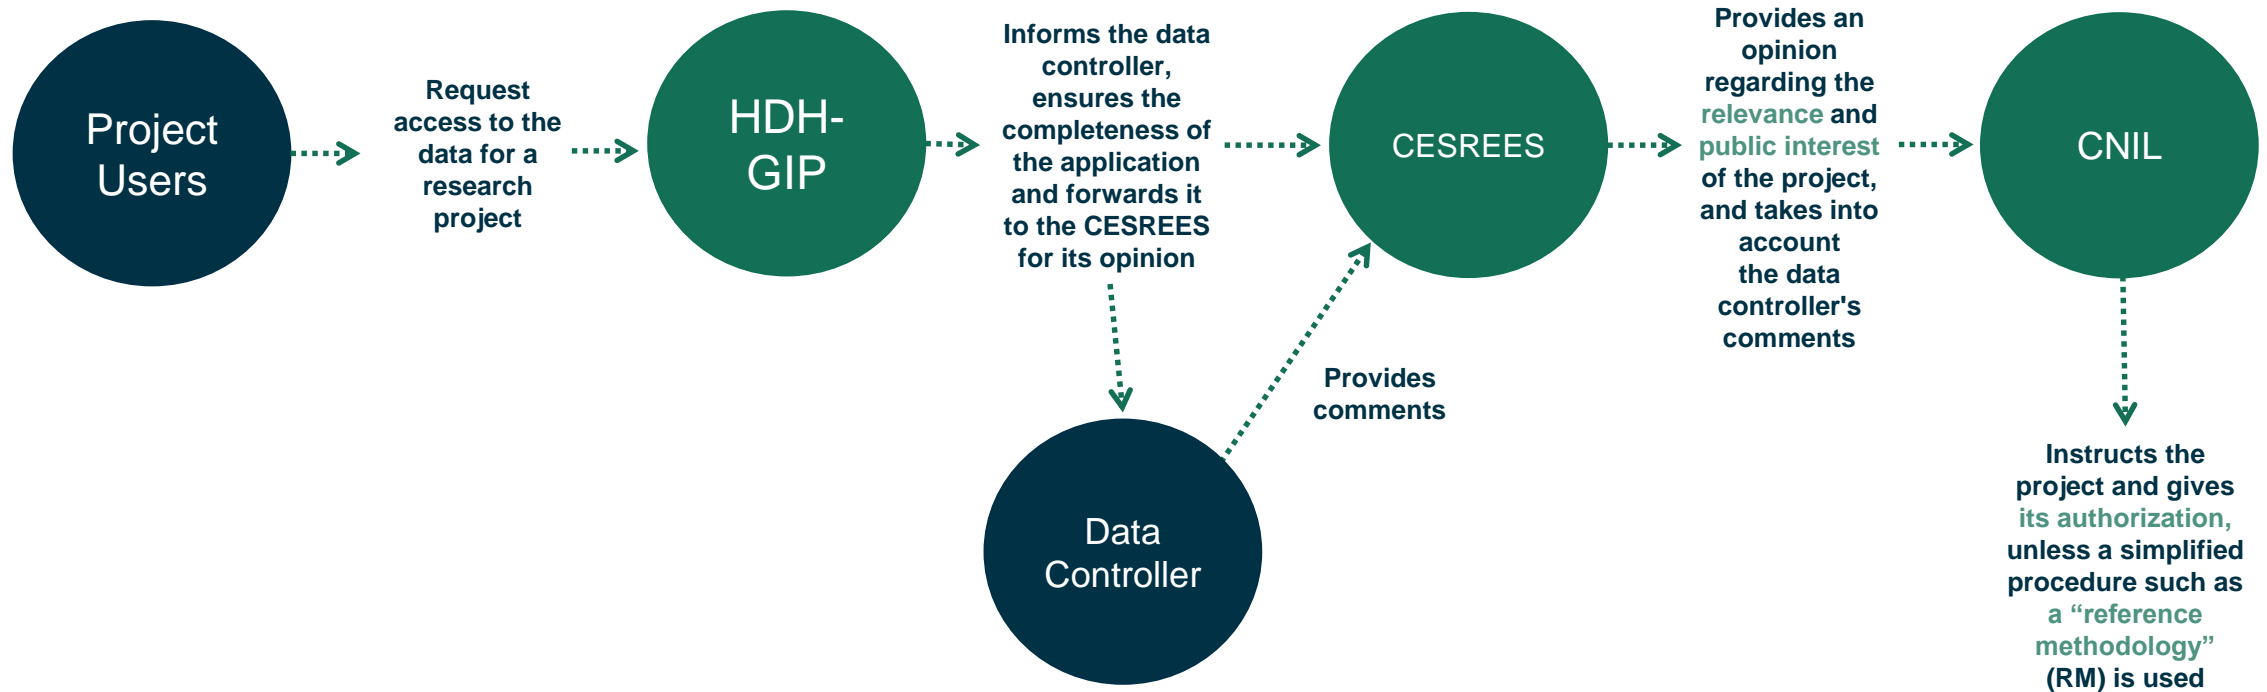 Project
Users
Request
access to the
data for a
research
project
HDH-
GIP
Informs the data
controller,
ensures the
completeness of
the application
and forwards it
to the CESREES
for its opinion
CESREES
Provides an
opinion
regarding the
relevance and
public interest
of the project,
and takes into
account
the data
controller's
comments
CNIL
Provides
comments
Data
Controller
Instructs the
project and gives
its authorization,
unless a simplified
procedure such as
a “reference
methodology”
(RM) is used